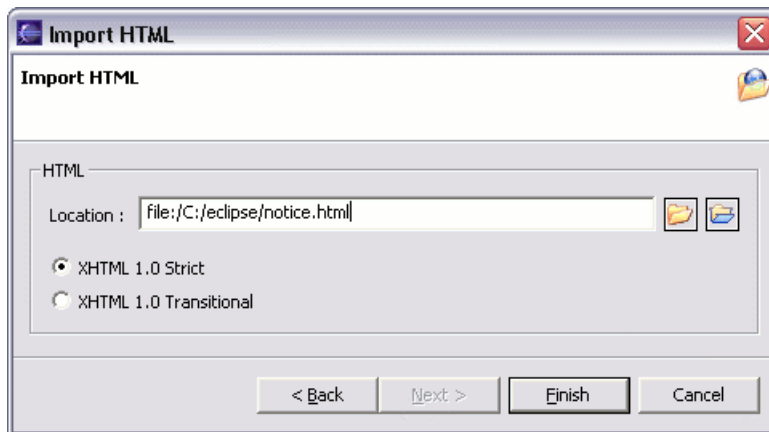 Import HTML
Import HTML
HTML
Location : file:/C:/eclipse/notice.html
XHTML 1.0 Strict
XHTML 1.0 Transitional
< Back Next > Finish Cancel